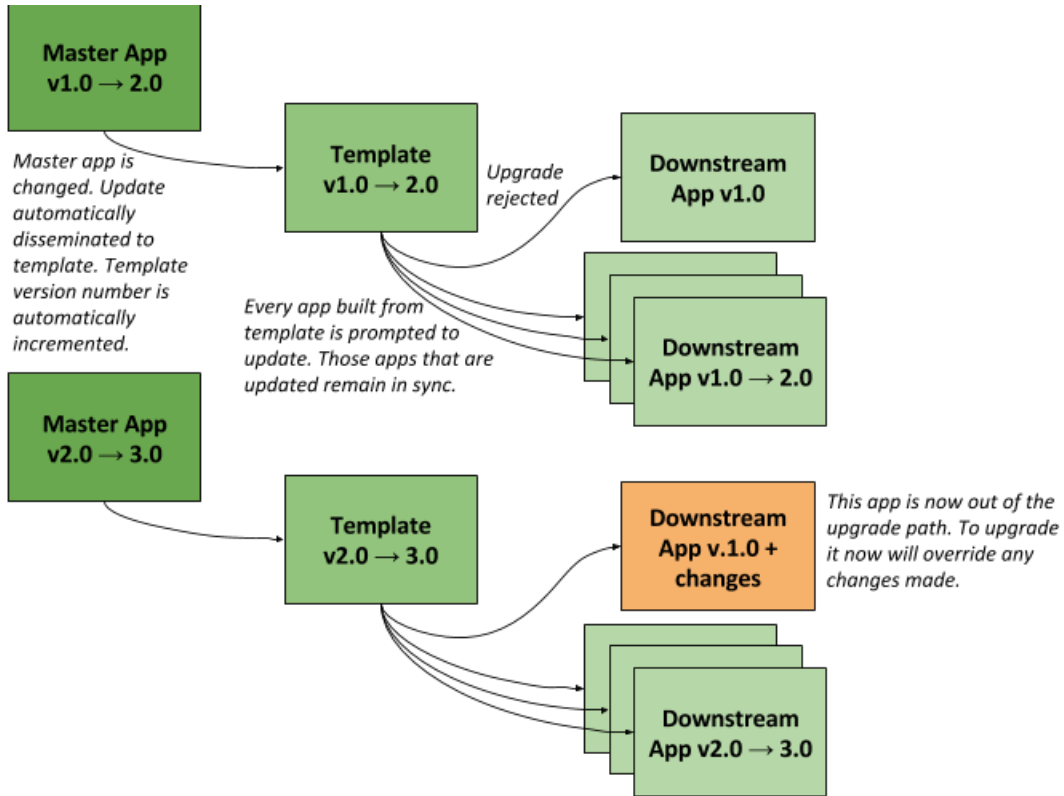 Master App
v1.0 → 2.0
Master app is
changed. Update
automatically
disseminated to
template. Template
version number is
automatically
incremented.
Template
v1.0 → 2.0
Upgrade
rejected
Downstream
App v1.0
Every app built from
template is prompted to
update. Those apps that are
updated remain in sync.
Downstream
App v1.0 → 2.0
Master App
v2.0 → 3.0
Template
v2.0 → 3.0
Downstream
App v.1.0 +
changes
This app is now out of the
upgrade path. To upgrade
it now will override any
changes made.
Downstream
App v2.0 → 3.0